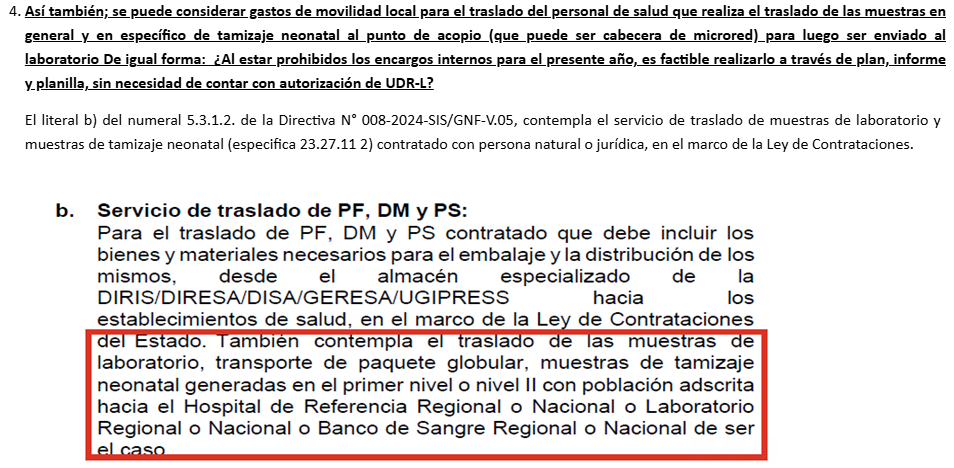 4. Así también; se puede considerar gastos de movilidad local para el traslado del personal de salud que realiza el traslado de las muestras en
general y en específico de tamizaje neonatal al punto de acopio (que puede ser cabecera de microred) para luego ser enviado al
laboratorio De igual forma: ¿Al estar prohibidos los encargos internos para el presente año, es factible realizarlo a través de plan, informe
y planilla, sin necesidad de contar con autorización de UDR-L?
El literal b) del numeral 5.3.1.2. de la Directiva N° 008-2024-SIS/GNF-V.05, contempla el servicio de traslado de muestras de laboratorio y
muestras de tamizaje neonatal (especifica 23.27.11 2) contratado con persona natural o jurídica, en el marco de la Ley de Contrataciones.
b. Servicio de traslado de PF, DM y PS:
Para el traslado de PF, DM y PS contratado que debe incluir los
bienes y materiales necesarios para el embalaje y la distribución de los
mismos, desde el almacén especializado de la
DIRIS/DIRESA/DISA/GERESA/UGIPRESS hacia los
establecimientos de salud, en el marco de la Ley de Contrataciones
del Estado. También contempla el traslado de las muestras de
laboratorio, transporte de paquete globular, muestras de tamizaje
neonatal generadas en el primer nivel o nivel II con población adscrita
hacia el Hospital de Referencia Regional o Nacional o Laboratorio
Regional o Nacional o Banco de Sangre Regional o Nacional de ser
el caso